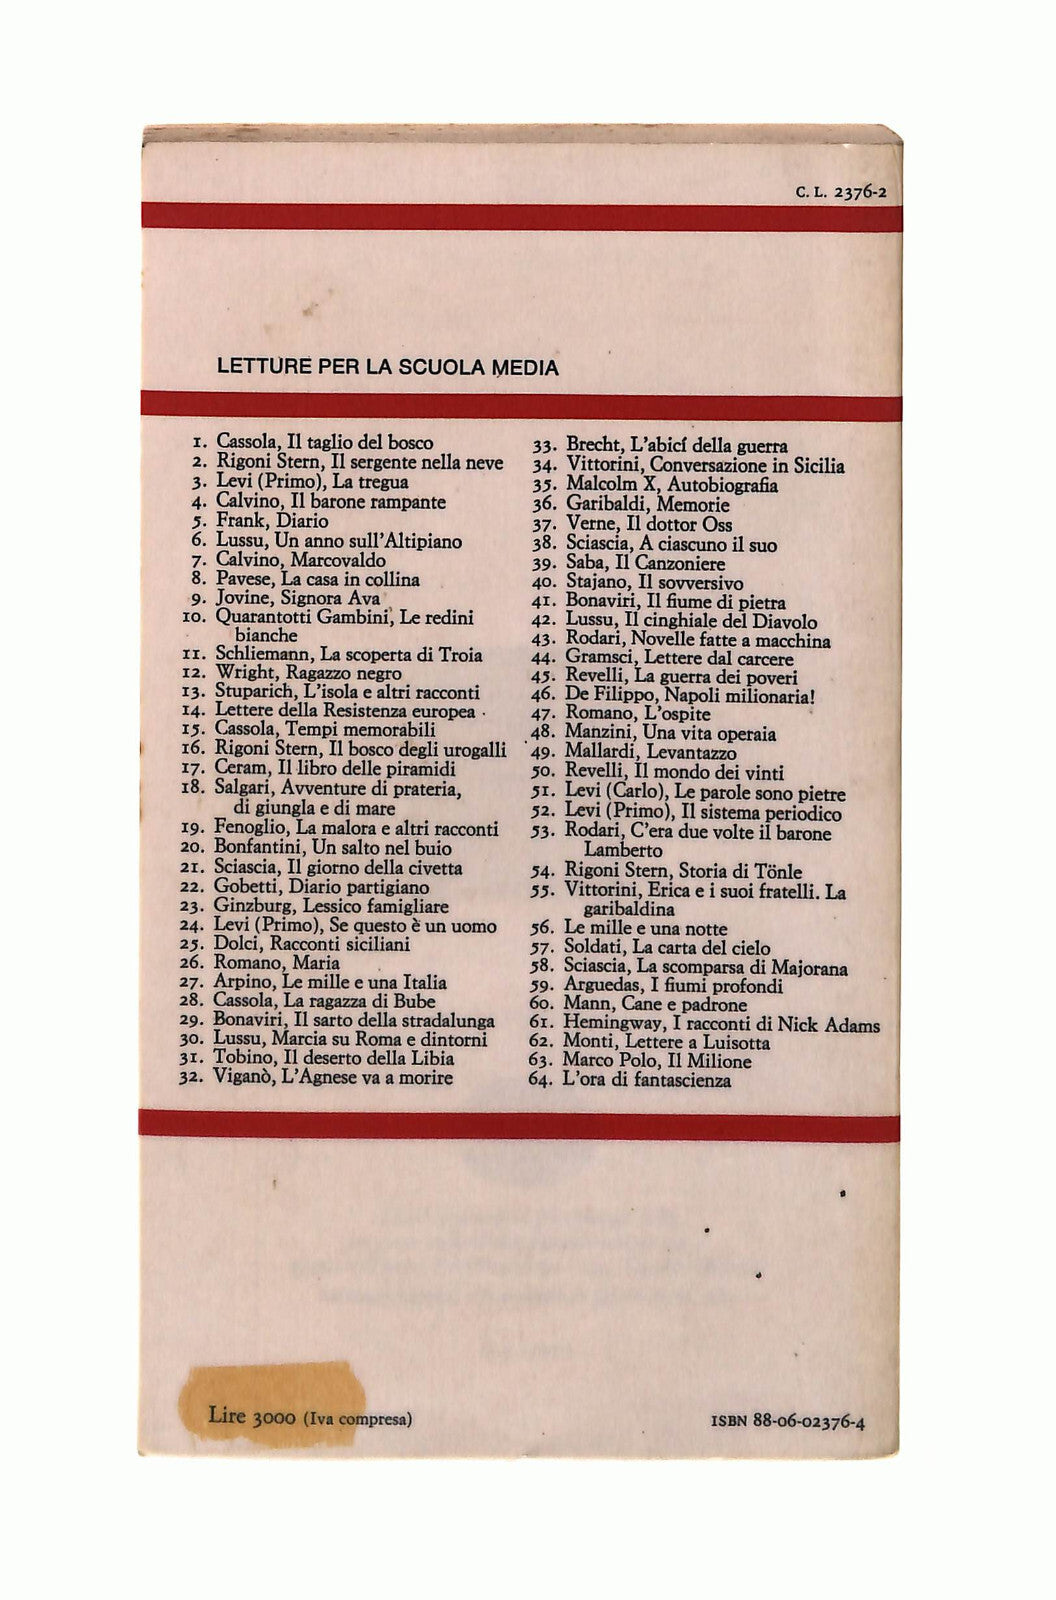 C. L. 2376-2
LETTURE PER LA SCUOLA MEDIA
1. Cassola, Il taglio del bosco
2. Rigoni Stern, Il sergente nella neve
3. Levi (Primo), La tregua
4. Calvino, Il barone rampante
5. Frank, Diario
6. Lussu, Un anno sull'Altipiano
7. Calvino, Marcovaldo
8. Pavese, La casa in collina
9. Jovine, Signora Ava
10. Quarantotti Gambini, Le redini
bianche
11. Schliemann, La scoperta di Troia
12. Wright, Ragazzo negro
13. Stuparich, L'isola e altri racconti
14. Lettere della Resistenza europea
15. Cassola, Tempi memorabili
16. Rigoni Stern, Il bosco degli urogalli
17. Ceram, Il libro delle piramidi
18. Salgari, Avventure di prateria,
di giungla e di mare
19. Fenoglio, La malora e altri racconti
20. Bonfantini, Un salto nel buio
21. Sciascia, Il giorno della civetta
22. Gobetti, Diario partigiano
23. Ginzburg, Lessico famigliare
24. Levi (Primo), Se questo è un uomo
25. Dolci, Racconti siciliani
26. Romano, Maria
27. Arpino, Le mille e una Italia
28. Cassola, La ragazza di Bube
29. Bonaviri, Il sarto della stradalunga
30. Lussu, Marcia su Roma e dintorni
31. Tobino, Il deserto della Libia
32. Viganò, L'Agnese va a morire
33. Brecht, L'abicí della guerra
34. Vittorini, Conversazione in Sicilia
35. Malcolm X, Autobiografia
36. Garibaldi, Memorie
37. Verne, Il dottor Oss
38. Sciascia, A ciascuno il suo
39. Saba, Il Canzoniere
40. Stajano, Il sovversivo
41. Bonaviri, Il fiume di pietra
42. Lussu, Il cinghiale del Diavolo
43. Rodari, Novelle fatte a macchina
44. Gramsci, Lettere dal carcere
45. Revelli, La guerra dei poveri
46. De Filippo, Napoli milionaria!
47. Romano, L'ospite
48. Manzini, Una vita operaia
49. Mallardi, Levantazzo
50. Revelli, Il mondo dei vinti
51. Levi (Carlo), Le parole sono pietre
52. Levi (Primo), Il sistema periodico
53. Rodari, C'era due volte il barone
Lamberto
54. Rigoni Stern, Storia di Tönle
55. Vittorini, Erica e i suoi fratelli. La
garibaldina
56. Le mille e una notte
57. Soldati, La carta del cielo
58. Sciascia, La scomparsa di Majorana
59. Arguedas, I fiumi profondi
60. Mann, Cane e padrone
61. Hemingway, I racconti di Nick Adams
62. Monti, Lettere a Luisotta
63. Marco Polo, Il Milione
64. L'ora di fantascienza
Lire 3000 (Iva compresa)
ISBN 88-06-02376-4